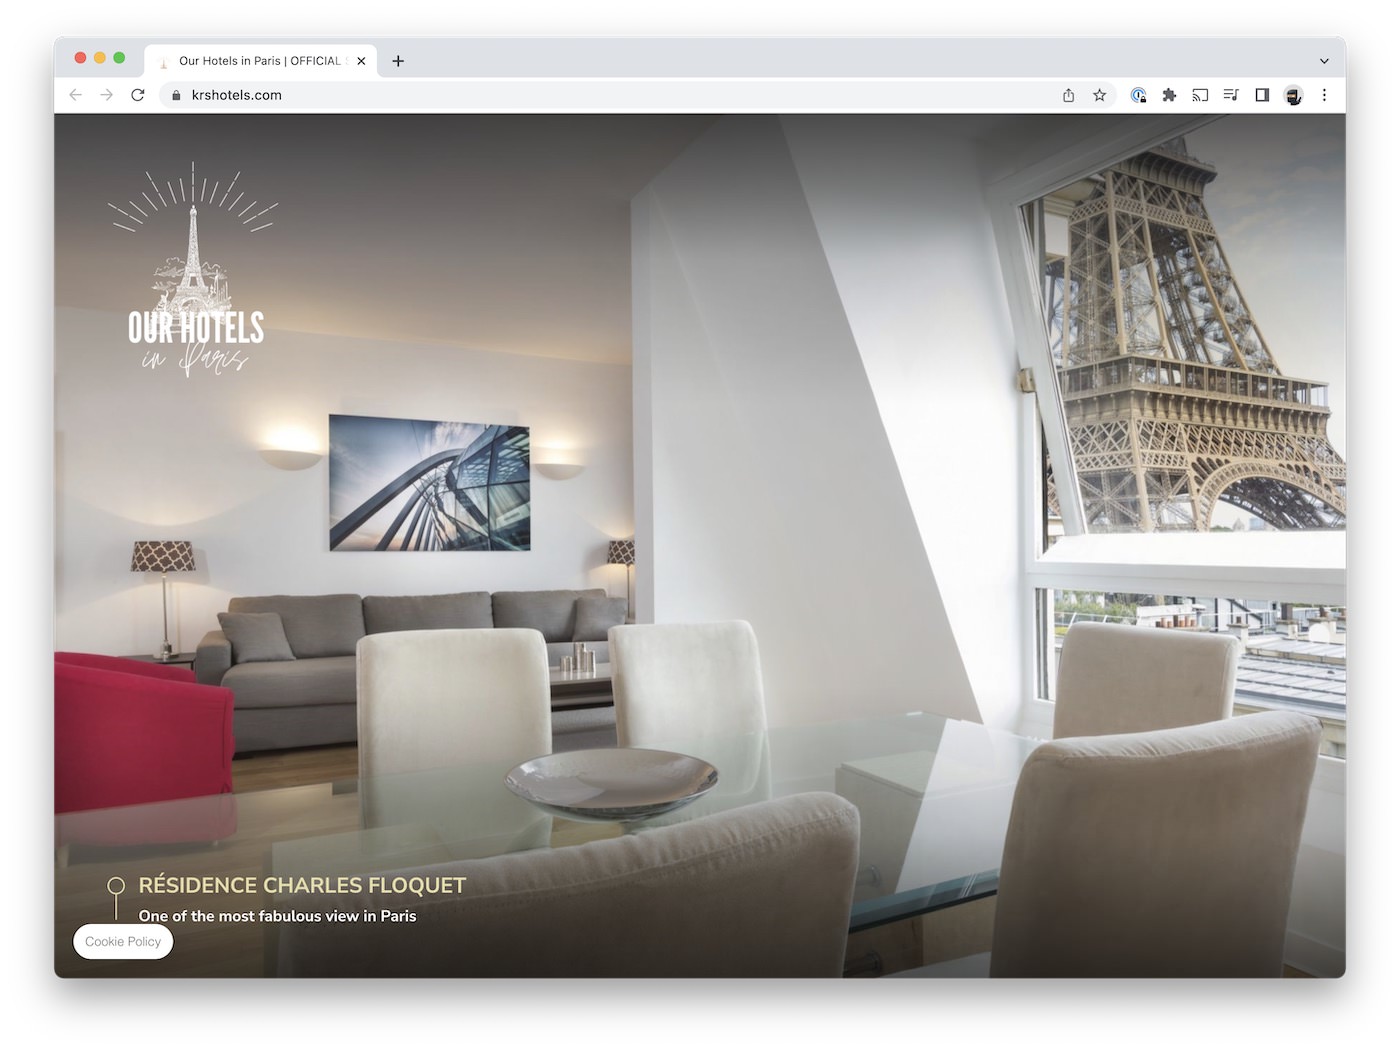 Our Hotels in Paris | OFFICIAL
krshotels.com
OUR HOTELS
in Paris
RÉSIDENCE CHARLES FLOQUET
One of the most fabulous view in Paris
Cookie Policy